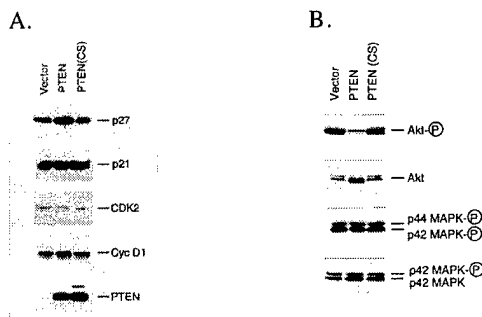 A.
Vector
PTEN
PTEN(CS)
p27
p21
CDK2
Cyc D1
PTEN
B.
Vector
PTEN
PTEN (CS)
Akt-Ⓟ
Akt
p44 MAPK-Ⓟ
p42 MAPK-Ⓟ
p42 MAPK-Ⓟ
p42 MAPK